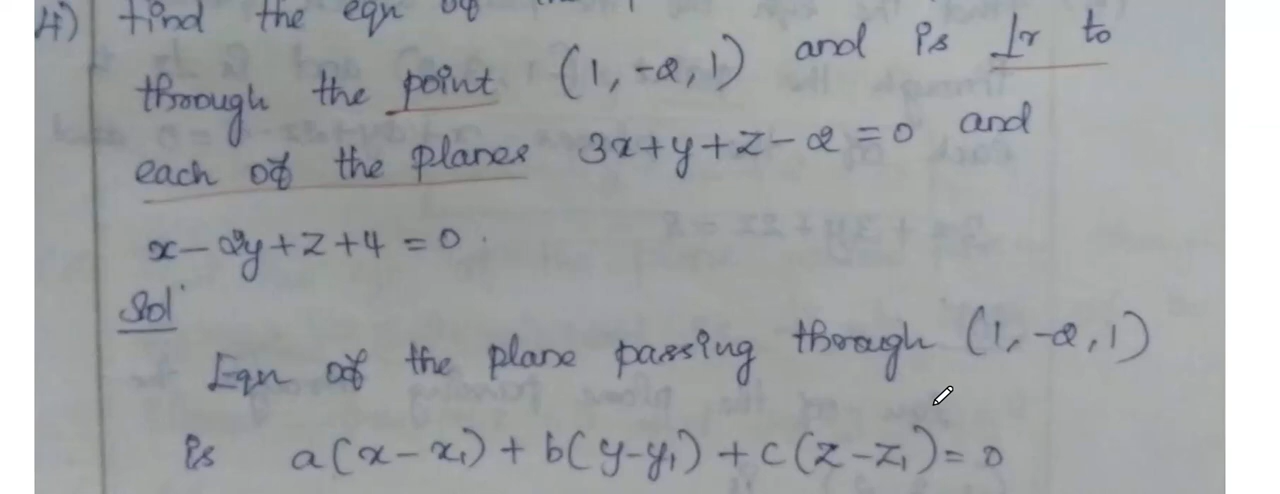 4) Find the eqn of the
through the point (1, -2, 1) and is ⊥r to
each of the planes 3x+y+z-2=0 and
x-2y+z+4=0.
Sol
Eqn of the plane passing through (1, -2, 1)
is a(x-x₁)+b(y-y₁)+c(z-z₁)=0